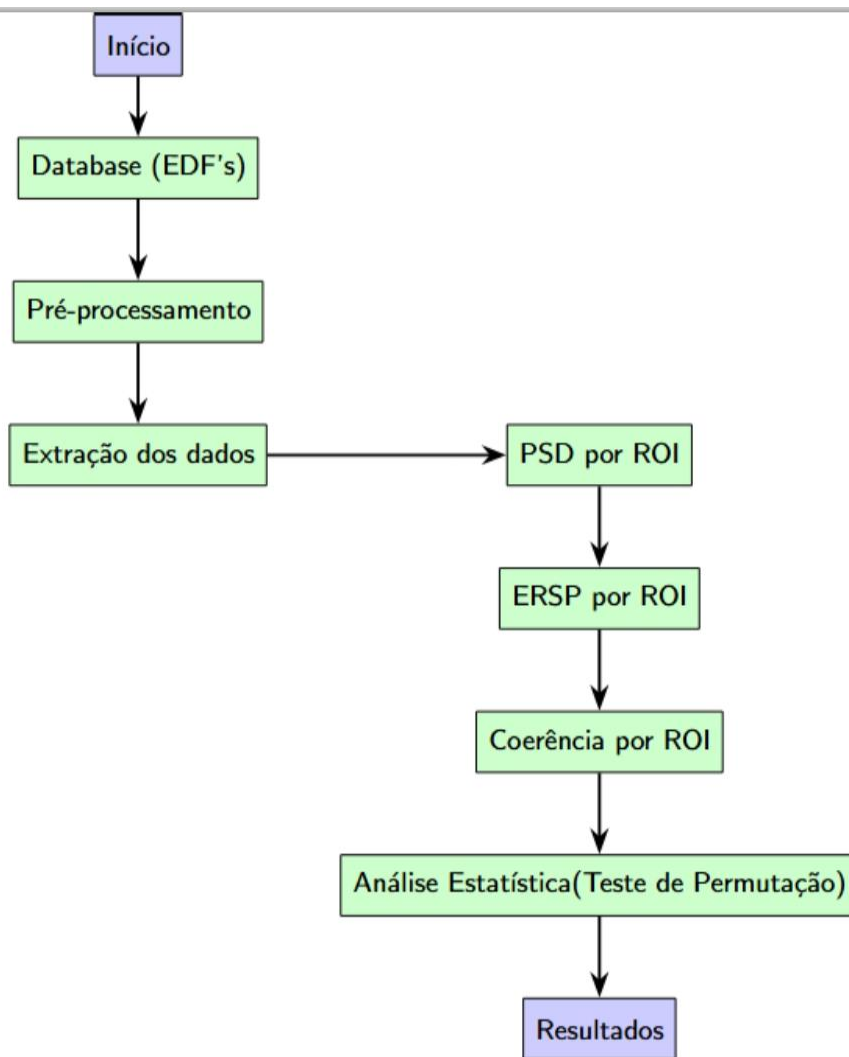 Início
Database (EDF's)
Pré-processamento
Extração dos dados
PSD por ROI
ERSP por ROI
Coerência por ROI
Análise Estatística(Teste de Permutação)
Resultados